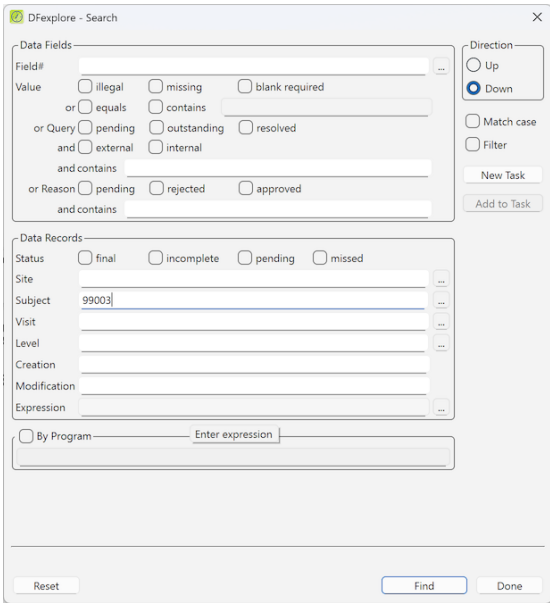 DFexplore - Search
Data Fields
Direction
Field#
...
Up
Value illegal missing blank required
Down
or equals contains
or Query pending outstanding resolved
Match case
and external internal
Filter
and contains
New Task
or Reason pending rejected approved
Add to Task
and contains
Data Records
Status final incomplete pending missed
Site
...
Subject 99003
...
Visit
...
Level
...
Creation
Modification
Expression
...
By Program
Enter expression
Reset Find Done